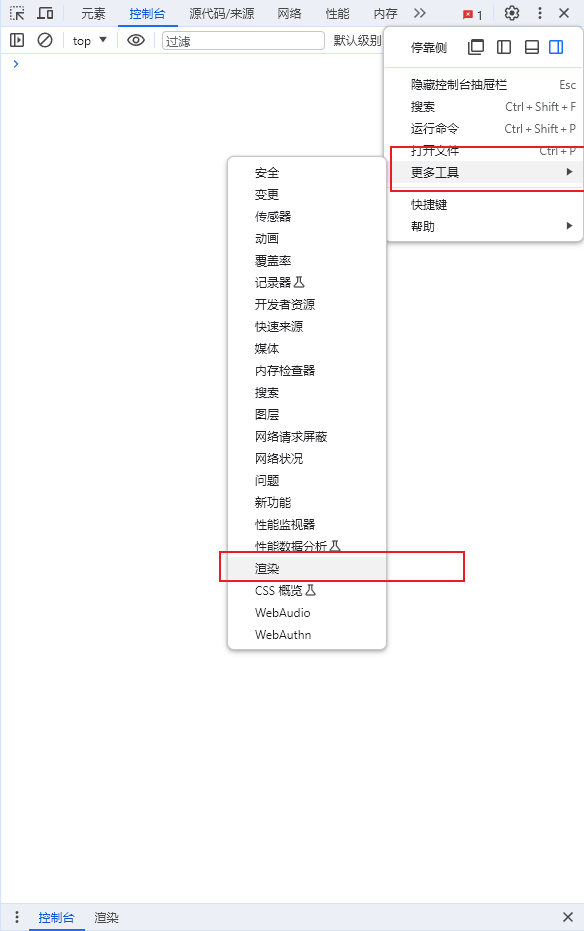 元素 控制台 源代码/来源 网络 性能 内存 1
top 过滤 默认级别
停靠侧
隐藏控制台抽屉栏 Esc
搜索 Ctrl + Shift + F
运行命令 Ctrl + Shift + P
打开文件 Ctrl + P
更多工具
快捷键
帮助
安全
变更
传感器
动画
覆盖率
记录器
开发者资源
快速来源
媒体
内存检查器
搜索
图层
网络请求屏蔽
网络状况
问题
新功能
性能监视器
性能数据分析
渲染
CSS 概览
WebAudio
WebAuthn
控制台 渲染